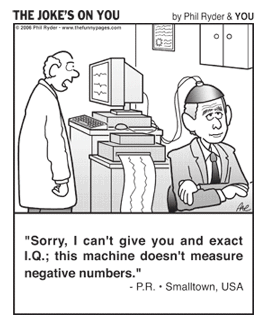 THE JOKE'S ON YOU
by Phil Ryder & YOU
© 2006 Phil Ryder - www.thefunnypages.com
"Sorry, I can't give you and exact
I.Q.; this machine doesn't measure
negative numbers."
- P.R. • Smalltown, USA